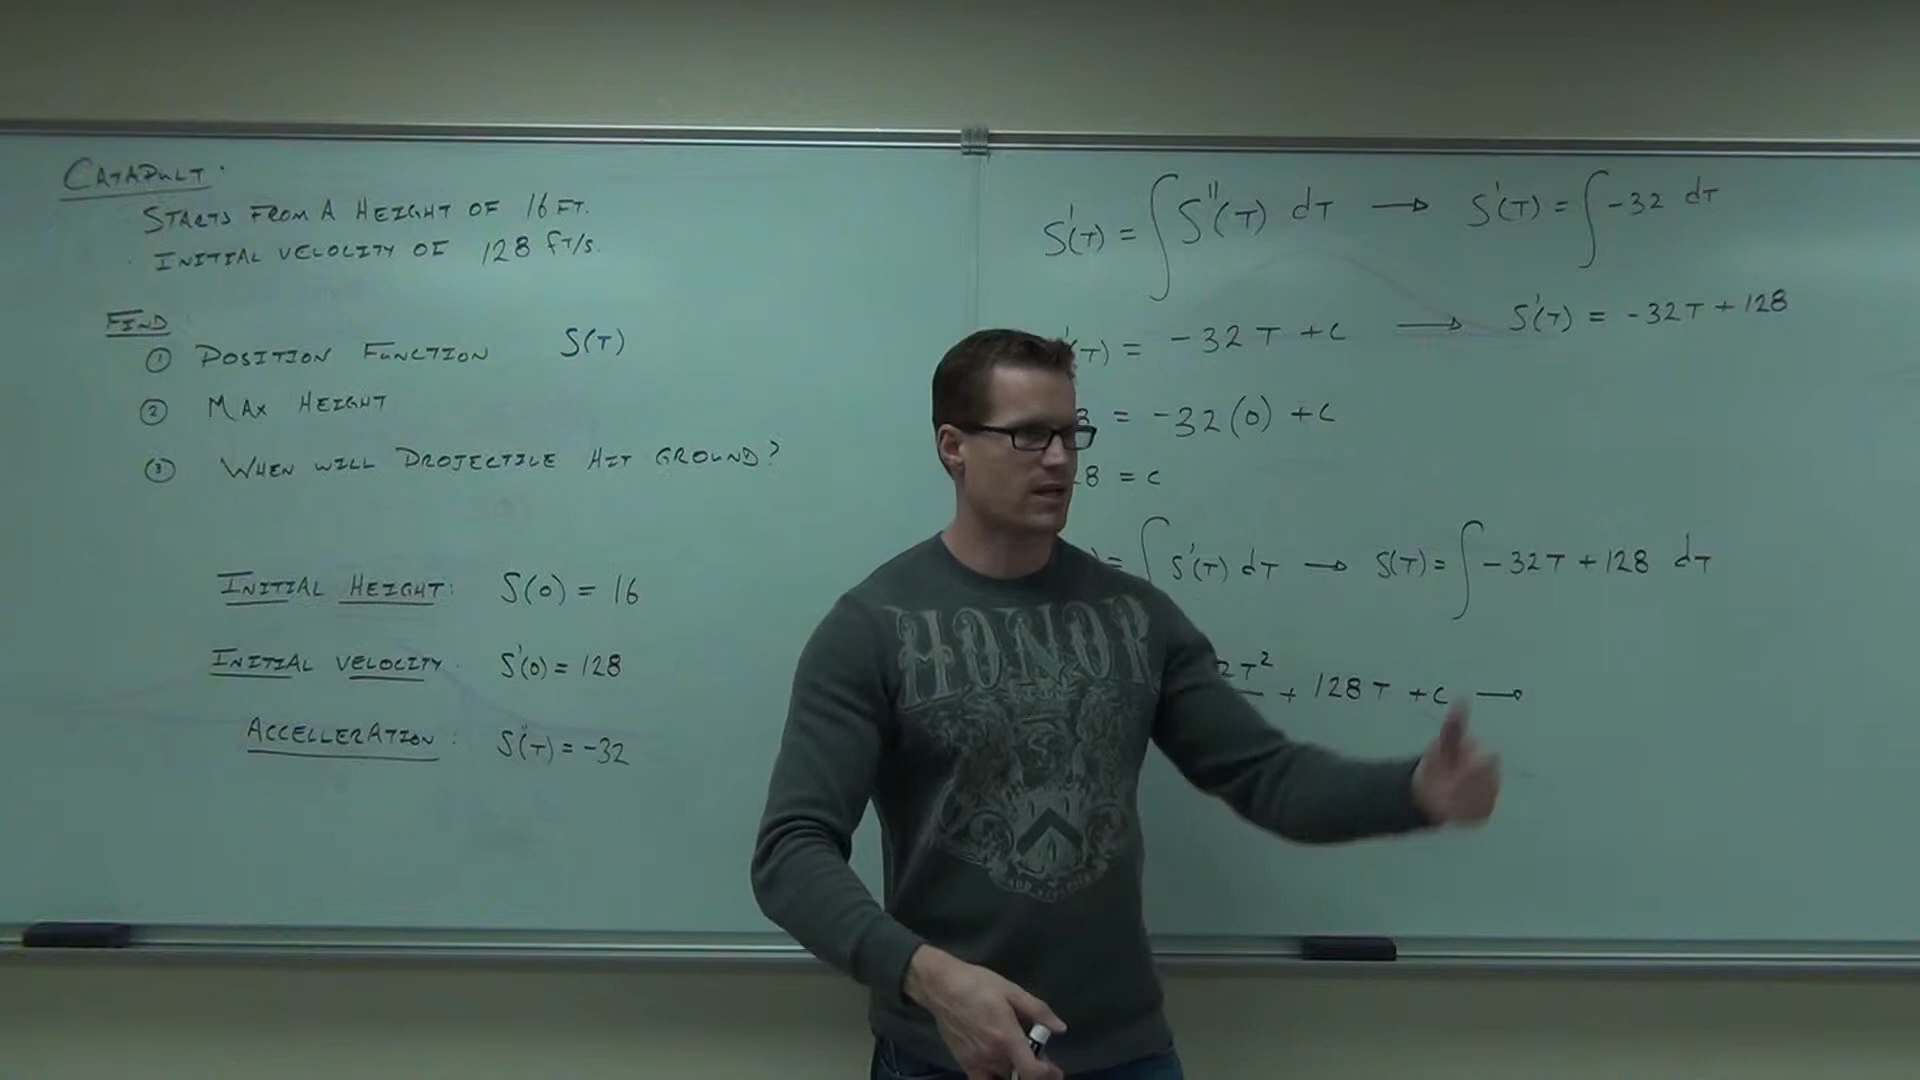 CATAPULT:
STARTS FROM A HEIGHT OF 16 FT.
INITIAL VELOCITY OF 128 FT/S.
FIND
① POSITION FUNCTION S(T)
② MAX HEIGHT
③ WHEN WILL PROJECTILE HIT GROUND?
INITIAL HEIGHT: S(0) = 16
INITIAL VELOCITY S'(0) = 128
ACCELLERATION: S''(T) = -32
S'(T) = ∫ S''(T) dT → S'(T) = ∫ -32 dT
'(T) = -32T + C → S'(T) = -32T + 128
8 = -32(0) + C
28 = C
) = ∫ S'(T) dT → S(T) = ∫ -32T + 128 dT
2T² + 128T + C →
HONOR